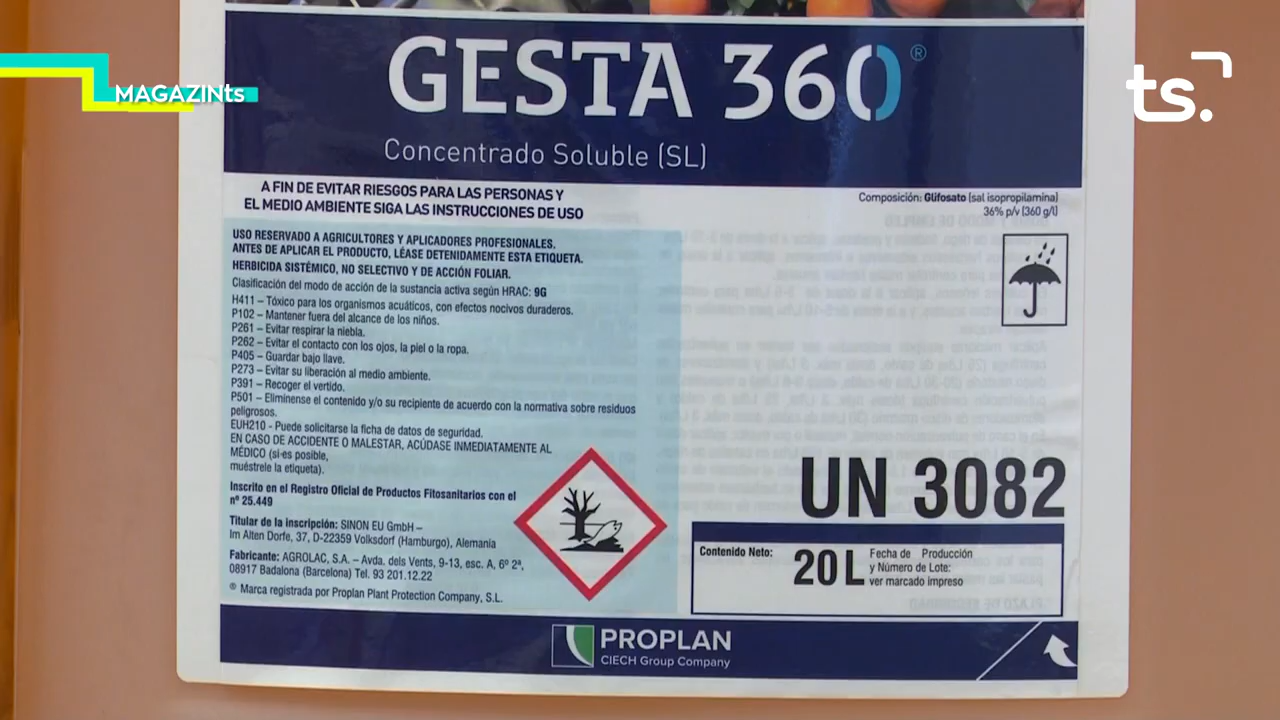 MAGAZINts
ts.
GESTA 360®
Concentrado Soluble (SL)
A FIN DE EVITAR RIESGOS PARA LAS PERSONAS Y
EL MEDIO AMBIENTE SIGA LAS INSTRUCCIONES DE USO
Composición: Glifosato (sal isopropilamina)
36% p/v (360 g/l)
USO RESERVADO A AGRICULTORES Y APLICADORES PROFESIONALES.
ANTES DE APLICAR EL PRODUCTO, LÉASE DETENIDAMENTE ESTA ETIQUETA.
HERBICIDA SISTÉMICO, NO SELECTIVO Y DE ACCIÓN FOLIAR.
Clasificación del modo de acción de la sustancia activa según HRAC: 9G
H411 – Tóxico para los organismos acuáticos, con efectos nocivos duraderos.
P102 – Mantener fuera del alcance de los niños.
P261 – Evitar respirar la niebla.
P262 – Evitar el contacto con los ojos, la piel o la ropa.
P405 – Guardar bajo llave.
P273 – Evitar su liberación al medio ambiente.
P391 – Recoger el vertido.
P501 – Elimínense el contenido y/o su recipiente de acuerdo con la normativa sobre residuos
peligrosos.
EUH210 - Puede solicitarse la ficha de datos de seguridad.
EN CASO DE ACCIDENTE O MALESTAR, ACÚDASE INMEDIATAMENTE AL
MÉDICO (si es posible,
muéstrele la etiqueta).
Inscrito en el Registro Oficial de Productos Fitosanitarios con el
nº 25.449
Titular de la inscripción: SINON EU GmbH –
Im Alten Dorfe, 37, D-22359 Volksdorf (Hamburgo), Alemania
Fabricante: AGROLAC, S.A. – Avda. dels Vents, 9-13, esc. A, 6º 2ª,
08917 Badalona (Barcelona) Tel. 93 201.12.22
® Marca registrada por Proplan Plant Protection Company, S.L.
UN 3082
Contenido Neto:
20 L
Fecha de Producción
y Número de Lote:
ver marcado impreso
PROPLAN
CIECH Group Company